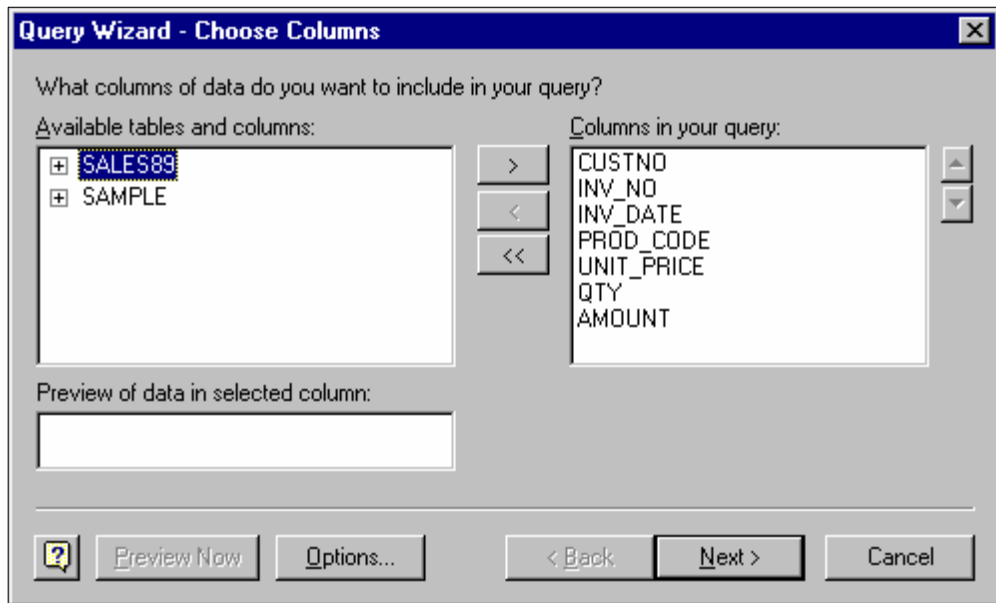 Query Wizard - Choose Columns
What columns of data do you want to include in your query?
Available tables and columns:
SALES89
SAMPLE
>
<
<<
Columns in your query:
CUSTNO
INV_NO
INV_DATE
PROD_CODE
UNIT_PRICE
QTY
AMOUNT
Preview of data in selected column:
?
Preview Now
Options...
< Back
Next >
Cancel